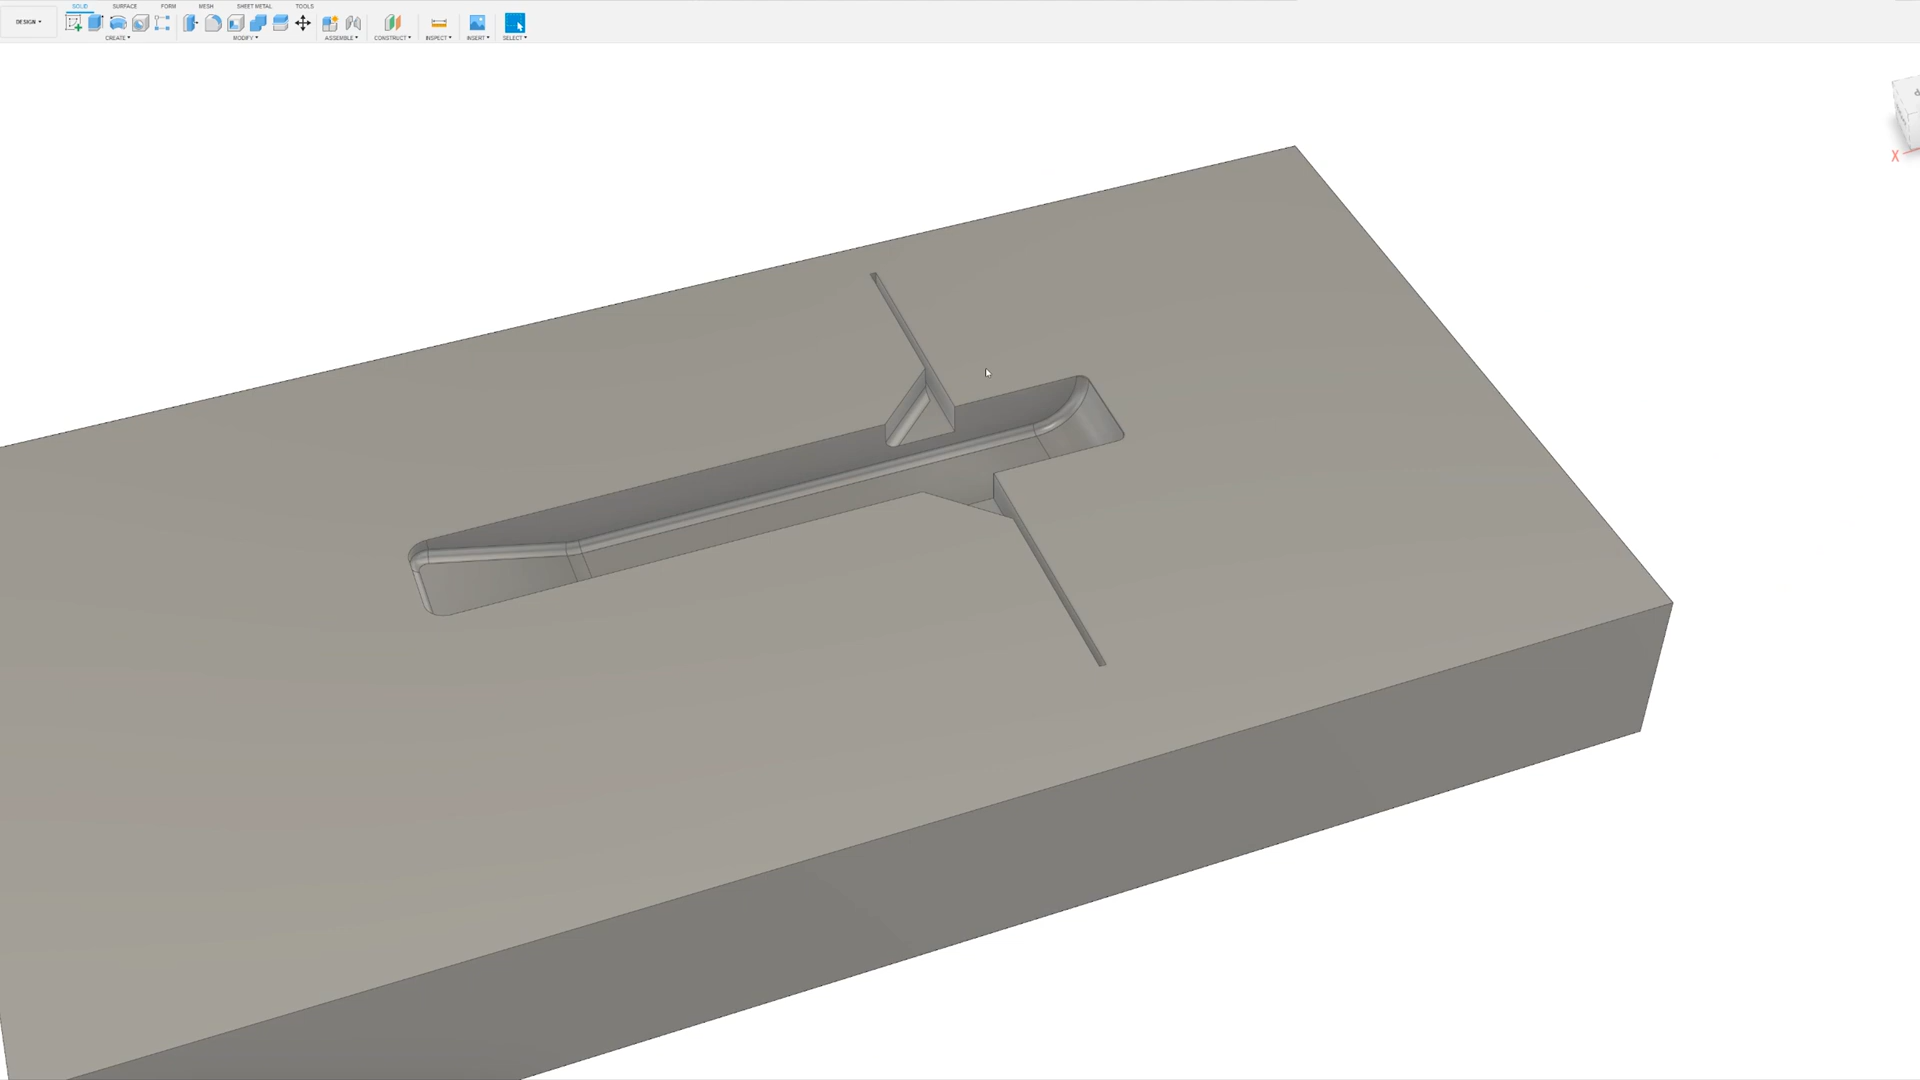 SOLID SURFACE FORM MESH SHEET METAL TOOLS
DESIGN
CREATE MODIFY ASSEMBLE CONSTRUCT INSPECT INSERT SELECT
X